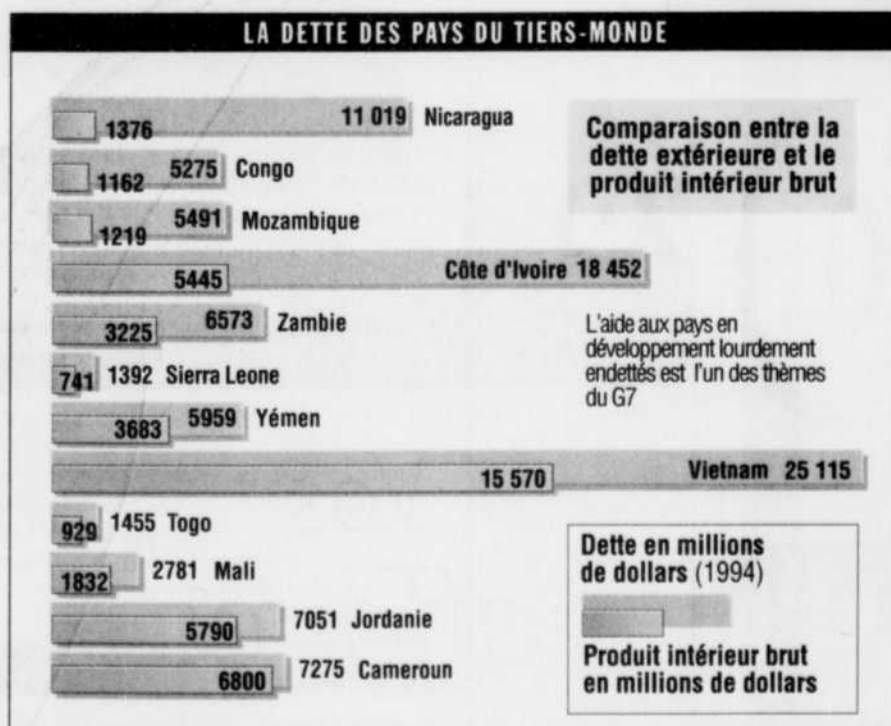 LA DETTE DES PAYS DU TIERS-MONDE
1376 11 019 Nicaragua
1162 5275 Congo
1219 5491 Mozambique
5445 Côte d'Ivoire 18 452
3225 6573 Zambie
741 1392 Sierra Leone
3683 5959 Yémen
15 570 Vietnam 25 115
929 1455 Togo
1832 2781 Mali
5790 7051 Jordanie
6800 7275 Cameroun
Comparaison entre la
dette extérieure et le
produit intérieur brut
L'aide aux pays en
développement lourdement
endettés est l'un des thèmes
du G7
Dette en millions
de dollars (1994)
Produit intérieur brut
en millions de dollars